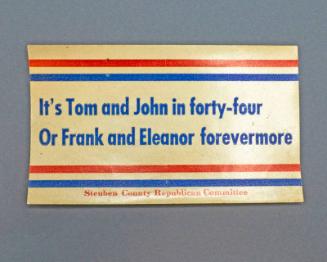 It's Tom and John in forty-four
Or Frank and Eleanor forevermore
Steuben County Republican Committee